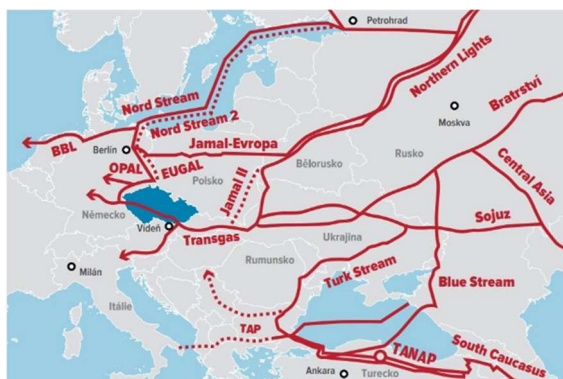 Petrohrad
Northern Lights
Nord Stream
Nord Stream 2
Moskva
Bratrství
BBL
Berlín
Jamal-Evropa
OPAL
EUGAL
Polsko
Bělorusko
Rusko
Central Asia
Jamal II
Německo
Vídeň
Transgas
Ukrajina
Sojuz
Milán
Rumunsko
Turk Stream
Blue Stream
Itálie
TAP
TANAP
South Caucasus
Ankara
Turecko